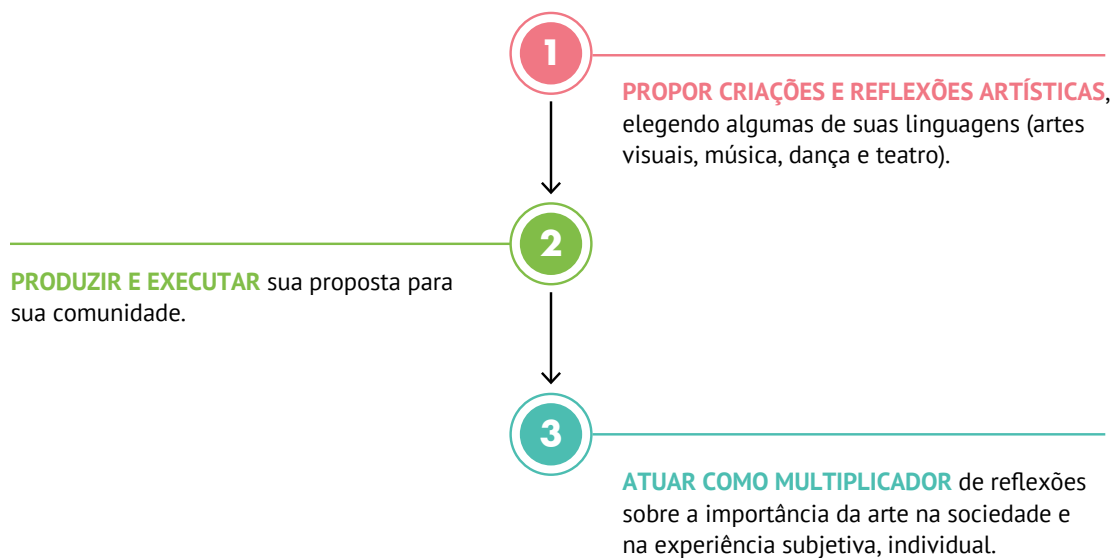 1
PROPOR CRIAÇÕES E REFLEXÕES ARTÍSTICAS,
elegendo algumas de suas linguagens (artes
visuais, música, dança e teatro).
2
PRODUZIR E EXECUTAR sua proposta para
sua comunidade.
3
ATUAR COMO MULTIPLICADOR de reflexões
sobre a importância da arte na sociedade e
na experiência subjetiva, individual.